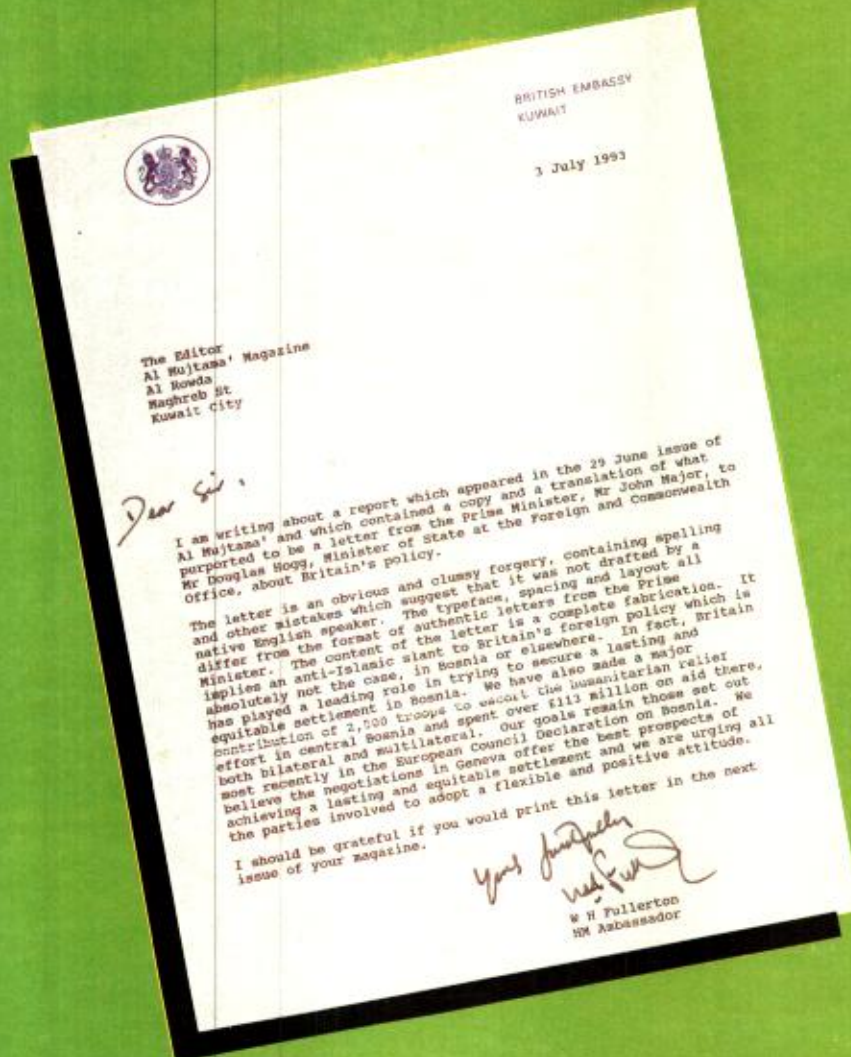 BRITISH EMBASSY
KUWAIT
3 July 1993
The Editor
Al Mujtama' Magazine
Al Rowda
Maghreb St
Kuwait City
Dear Sir,
I am writing about a report which appeared in the 29 June issue of
Al Mujtama' and which contained a copy and a translation of what
purported to be a letter from the Prime Minister, Mr John Major, to
Mr Douglas Hogg, Minister of State at the Foreign and Commonwealth
Office, about Britain's policy.
The letter is an obvious and clumsy forgery, containing spelling
and other mistakes which suggest that it was not drafted by a
native English speaker. The typeface, spacing and layout all
differ from the format of authentic letters from the Prime
Minister. The content of the letter is a complete fabrication. It
implies an anti-Islamic slant to Britain's foreign policy which is
absolutely not the case, in Bosnia or elsewhere. In fact, Britain
has played a leading role in trying to secure a lasting and
equitable settlement in Bosnia. We have also made a major
contribution of 2,000 troops to escort the humanitarian relief
effort in central Bosnia and spent over £113 million on aid there,
both bilateral and multilateral. Our goals remain those set out
most recently in the European Council Declaration on Bosnia. We
believe the negotiations in Geneva offer the best prospects of
achieving a lasting and equitable settlement and we are urging all
the parties involved to adopt a flexible and positive attitude.
I should be grateful if you would print this letter in the next
issue of your magazine.
Yours faithfully
W H Fullerton
HM Ambassador